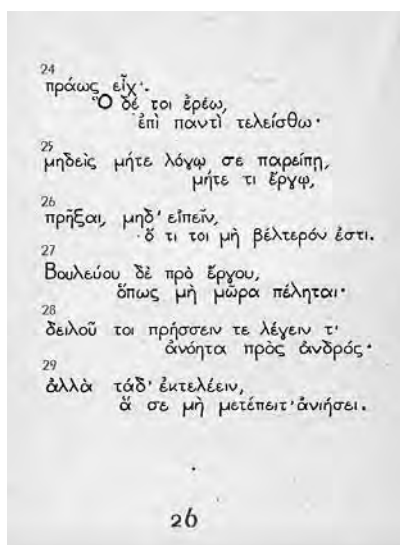 24
πράως εἶχ·.
Ὃ δέ τοι ἐρέω,
ἐπὶ παντὶ τελείσθω·
25
μηδεὶς μήτε λόγῳ σε παρείπῃ,
μήτε τι ἔργῳ,
26
πρῆξαι, μηδ' εἰπεῖν,
ὅ τι τοι μὴ βέλτερόν ἐστι.
27
Βουλεύου δὲ πρὸ ἔργου,
ὅπως μὴ μῶρα πέληται·
28
δειλοῦ τοι πρήσσειν τε λέγειν τ'
ἀνόητα πρὸς ἀνδρός·
29
ἀλλὰ τάδ' ἐκτελέειν,
ἅ σε μὴ μετέπειτ' ἀνιήσει.
26